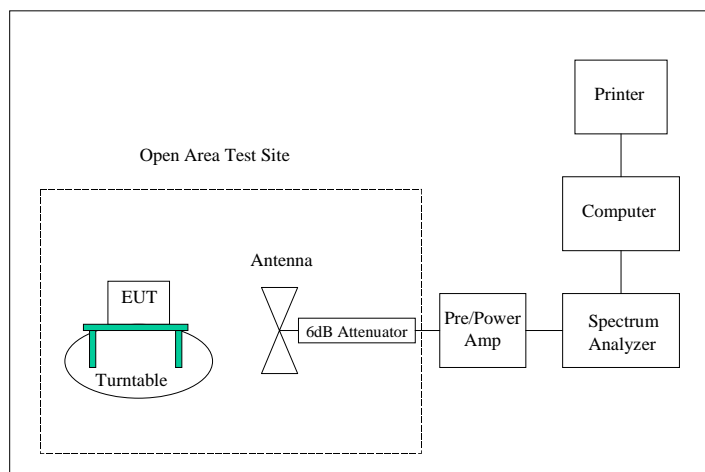 Printer
Open Area Test Site
Computer
Antenna
EUT
6dB Attenuator
Pre/Power
Amp
Spectrum
Analyzer
Turntable